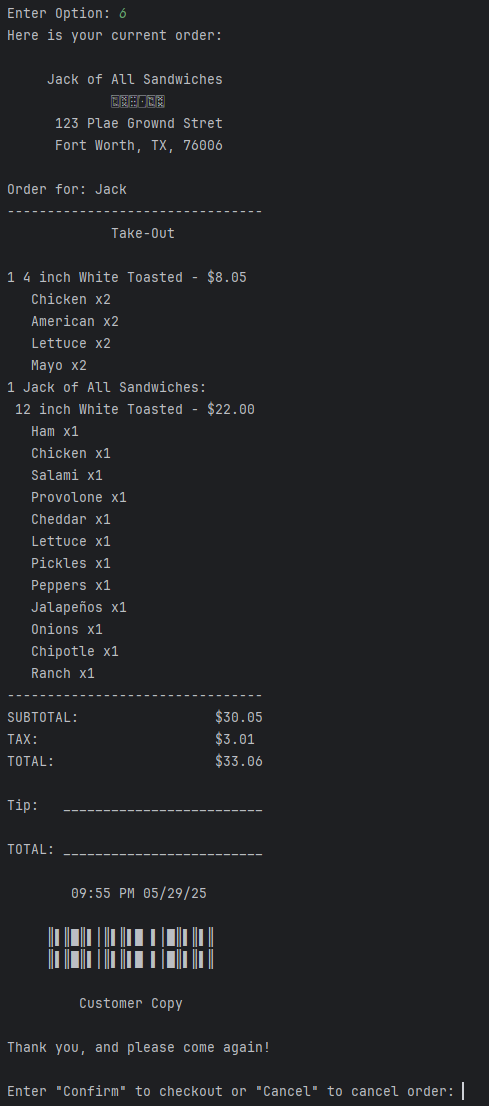 Enter Option: 6
Here is your current order:
Jack of All Sandwiches
123 Plae Grownd Stret
Fort Worth, TX, 76006
Order for: Jack
--------------------------------
Take-Out
1 4 inch White Toasted - $8.05
Chicken x2
American x2
Lettuce x2
Mayo x2
1 Jack of All Sandwiches:
12 inch White Toasted - $22.00
Ham x1
Chicken x1
Salami x1
Provolone x1
Cheddar x1
Lettuce x1
Pickles x1
Peppers x1
Jalapeños x1
Onions x1
Chipotle x1
Ranch x1
--------------------------------
SUBTOTAL: $30.05
TAX: $3.01
TOTAL: $33.06
Tip: _________________________
TOTAL: _________________________
09:55 PM 05/29/25
Customer Copy
Thank you, and please come again!
Enter "Confirm" to checkout or "Cancel" to cancel order: